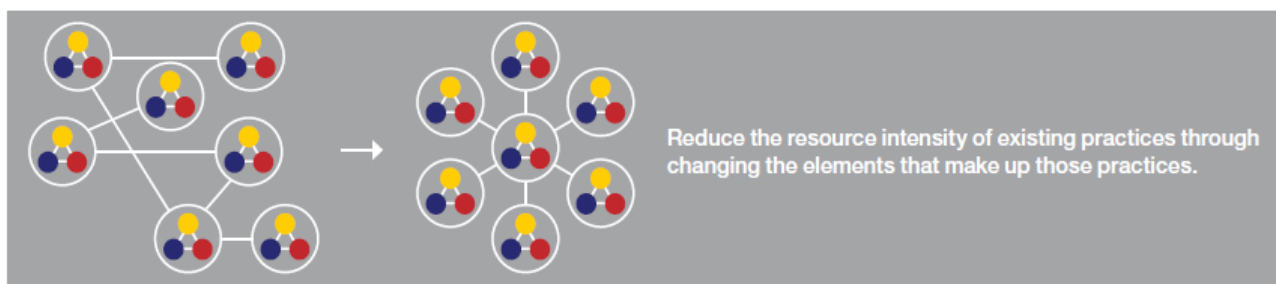 Reduce the resource intensity of existing practices through
changing the elements that make up those practices.